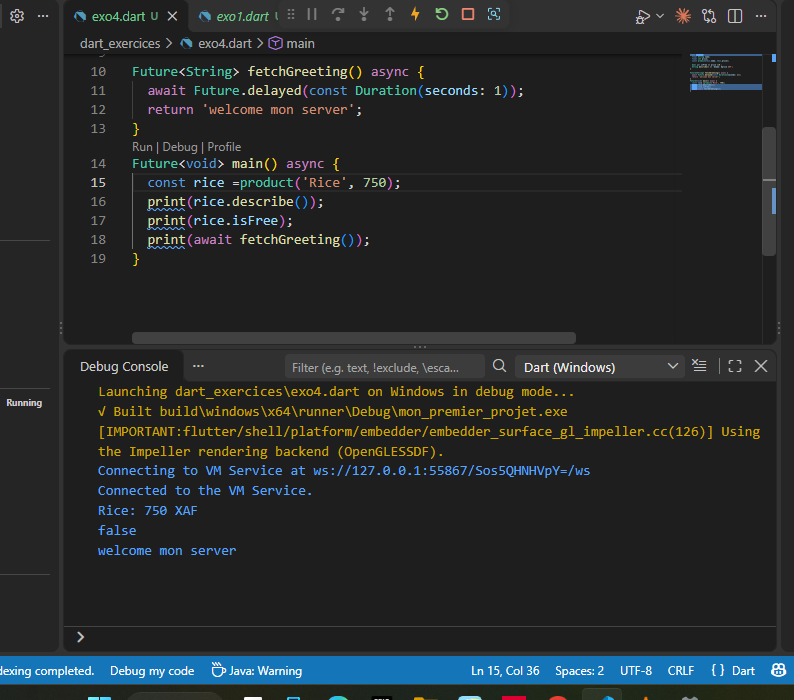 exo4.dart U
exo1.dart
dart_exercices > exo4.dart > main
10 Future<String> fetchGreeting() async {
11 await Future.delayed(const Duration(seconds: 1));
12 return 'welcome mon server';
13 }
Run | Debug | Profile
14 Future<void> main() async {
15 const rice =product('Rice', 750);
16 print(rice.describe());
17 print(rice.isFree);
18 print(await fetchGreeting());
19 }
Running
Debug Console
Filter (e.g. text, !exclude, \esca...
Dart (Windows)
Launching dart_exercices\exo4.dart on Windows in debug mode...
√ Built build\windows\x64\runner\Debug\mon_premier_projet.exe
[IMPORTANT:flutter/shell/platform/embedder/embedder_surface_gl_impeller.cc(126)] Using
the Impeller rendering backend (OpenGLESSDF).
Connecting to VM Service at ws://127.0.0.1:55867/Sos5QHNHVpY=/ws
Connected to the VM Service.
Rice: 750 XAF
false
welcome mon server
dexing completed. Debug my code Java: Warning Ln 15, Col 36 Spaces: 2 UTF-8 CRLF { } Dart